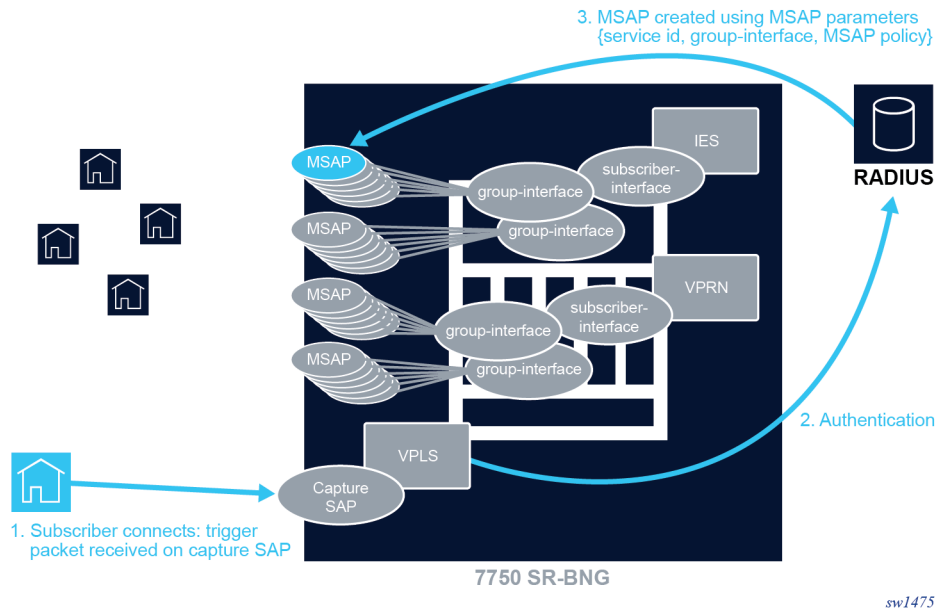 3. MSAP created using MSAP parameters
{service id, group-interface, MSAP policy}
IES
MSAP
subscriber-
interface
RADIUS
group-interface
MSAP
group-interface
VPRN
MSAP
subscriber-
interface
group-interface
MSAP
group-interface
2. Authentication
VPLS
Capture
SAP
1. Subscriber connects: trigger
packet received on capture SAP
7750 SR-BNG
sw1475